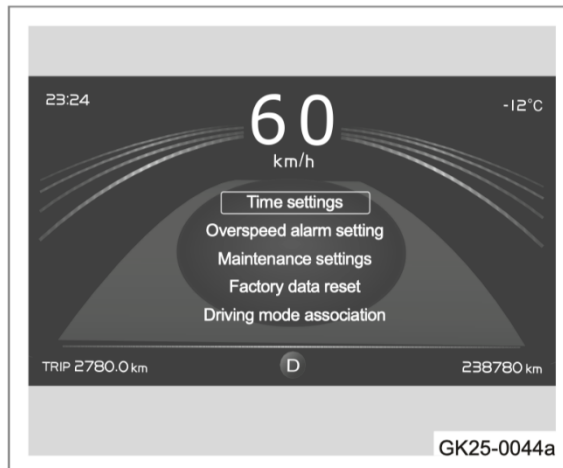 23:24
60
-12°C
km/h
Time settings
Overspeed alarm setting
Maintenance settings
Factory data reset
Driving mode association
TRIP 2780.0 km
D
238780 km
GK25-0044a